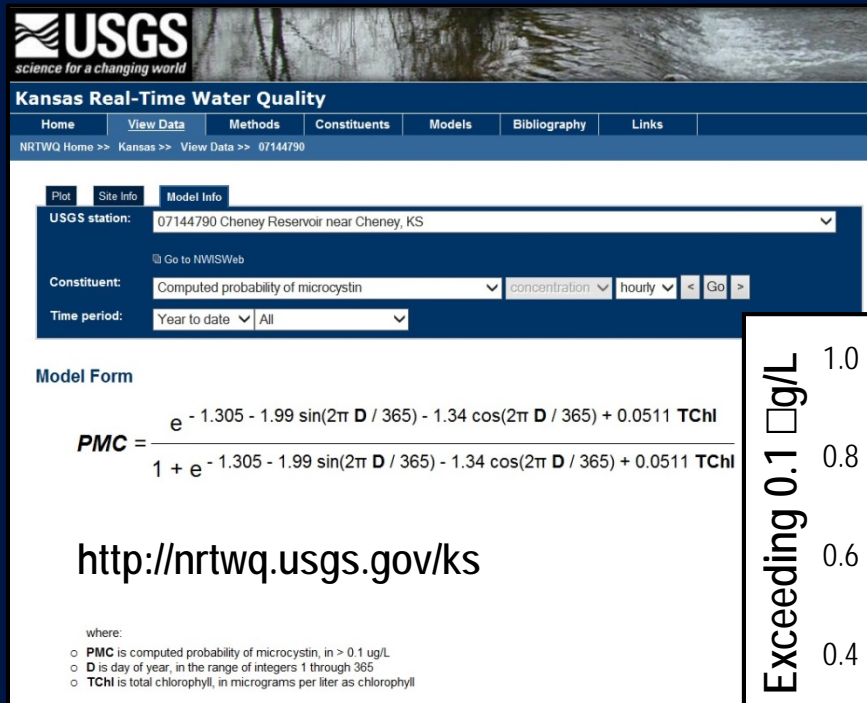 USGS
science for a changing world
Kansas Real-Time Water Quality
Home View Data Methods Constituents Models Bibliography Links
NRTWQ Home >> Kansas >> View Data >> 07144790
Plot Site Info Model Info
USGS station: 07144790 Cheney Reservoir near Cheney, KS
Go to NWISWeb
Constituent: Computed probability of microcystin concentration hourly < Go >
Time period: Year to date All
Model Form
e - 1.305 - 1.99 sin(2π D / 365) - 1.34 cos(2π D / 365) + 0.0511 TChl
PMC =
1 + e - 1.305 - 1.99 sin(2π D / 365) - 1.34 cos(2π D / 365) + 0.0511 TChl
http://nrtwq.usgs.gov/ks
where:
○ PMC is computed probability of microcystin, in > 0.1 ug/L
○ D is day of year, in the range of integers 1 through 365
○ TChl is total chlorophyll, in micrograms per liter as chlorophyll
Exceeding 0.1 □g/L
1.0
0.8
0.6
0.4